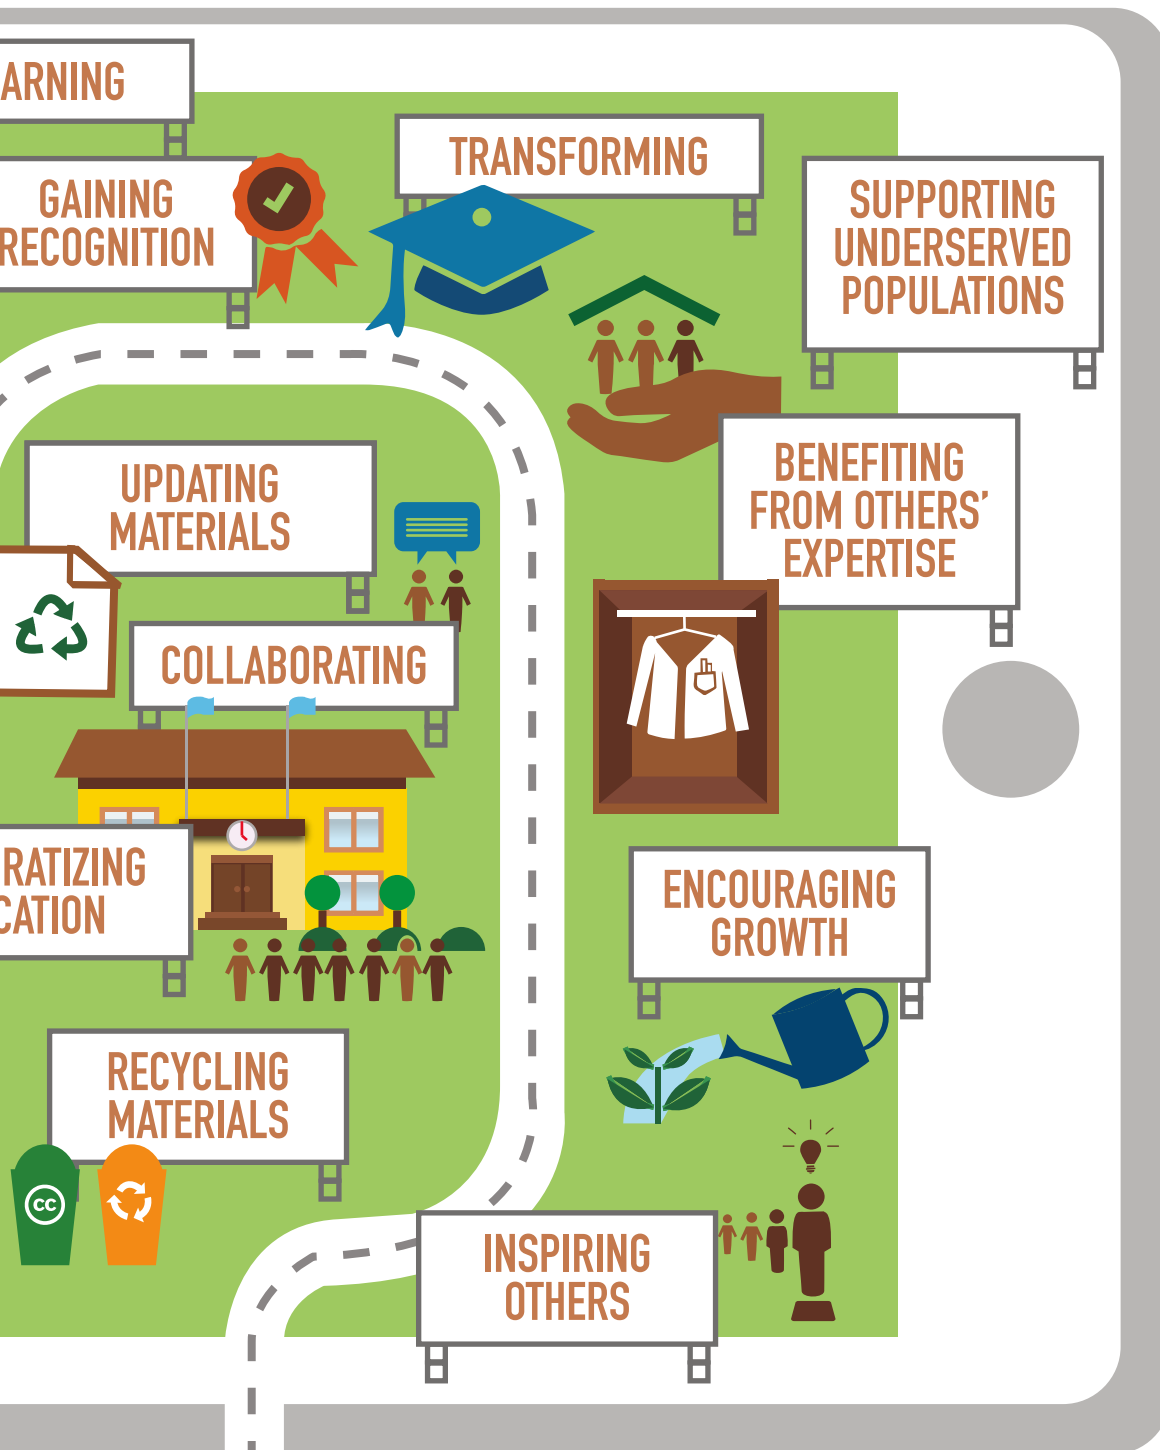 ARNING
GAINING
RECOGNITION
TRANSFORMING
SUPPORTING
UNDERSERVED
POPULATIONS
UPDATING
MATERIALS
BENEFITING
FROM OTHERS’
EXPERTISE
COLLABORATING
RATIZING
CATION
ENCOURAGING
GROWTH
RECYCLING
MATERIALS
cc
INSPIRING
OTHERS